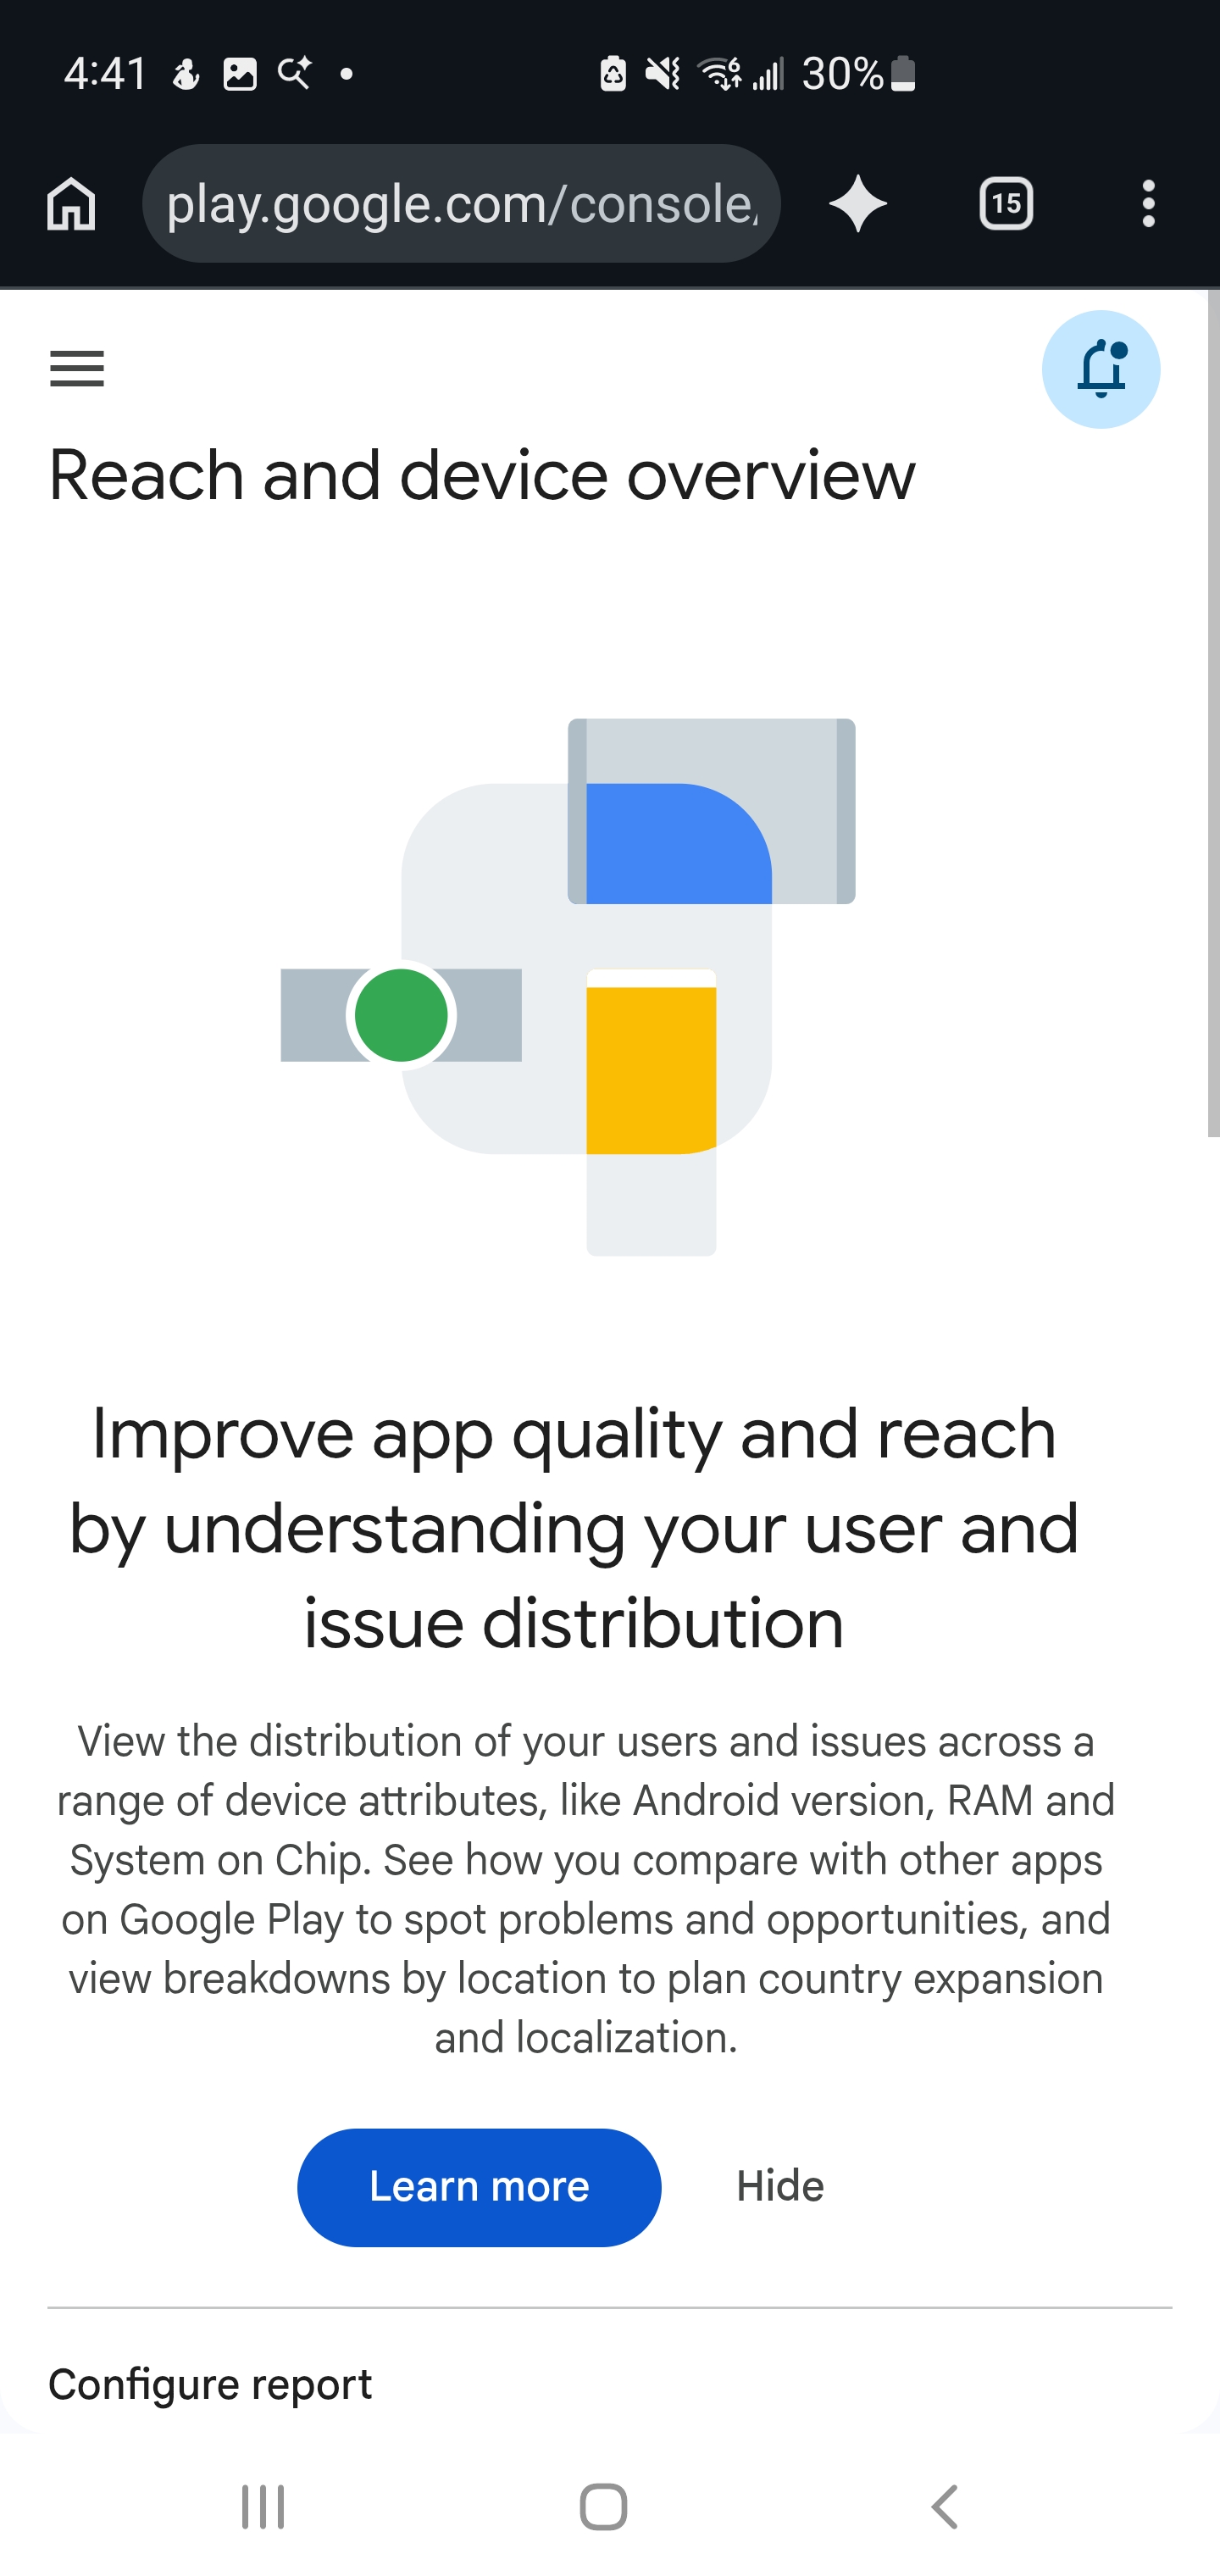 4:41
6
30%
play.google.com/console/
15
Reach and device overview
Improve app quality and reach
by understanding your user and
issue distribution
View the distribution of your users and issues across a
range of device attributes, like Android version, RAM and
System on Chip. See how you compare with other apps
on Google Play to spot problems and opportunities, and
view breakdowns by location to plan country expansion
and localization.
Learn more
Hide
Configure report